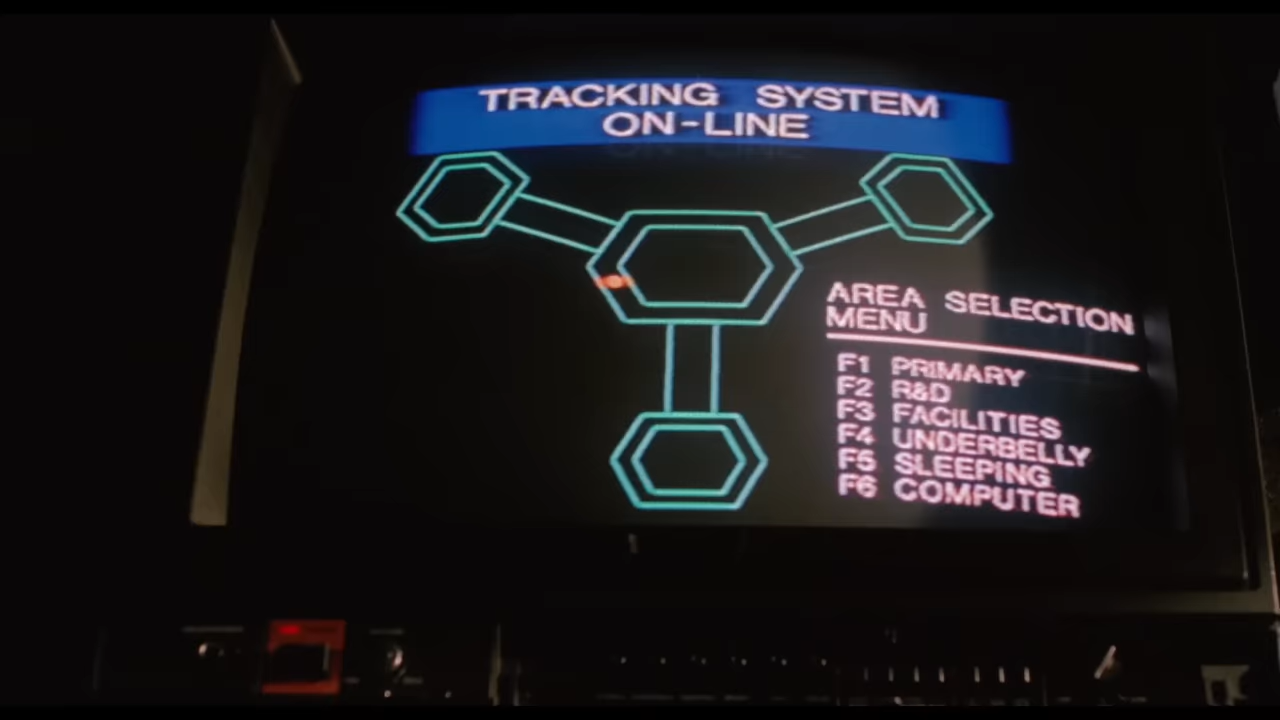 TRACKING SYSTEM
ON-LINE
AREA SELECTION
MENU
F1 PRIMARY
F2 R&D
F3 FACILITIES
F4 UNDERBELLY
F5 SLEEPING
F6 COMPUTER